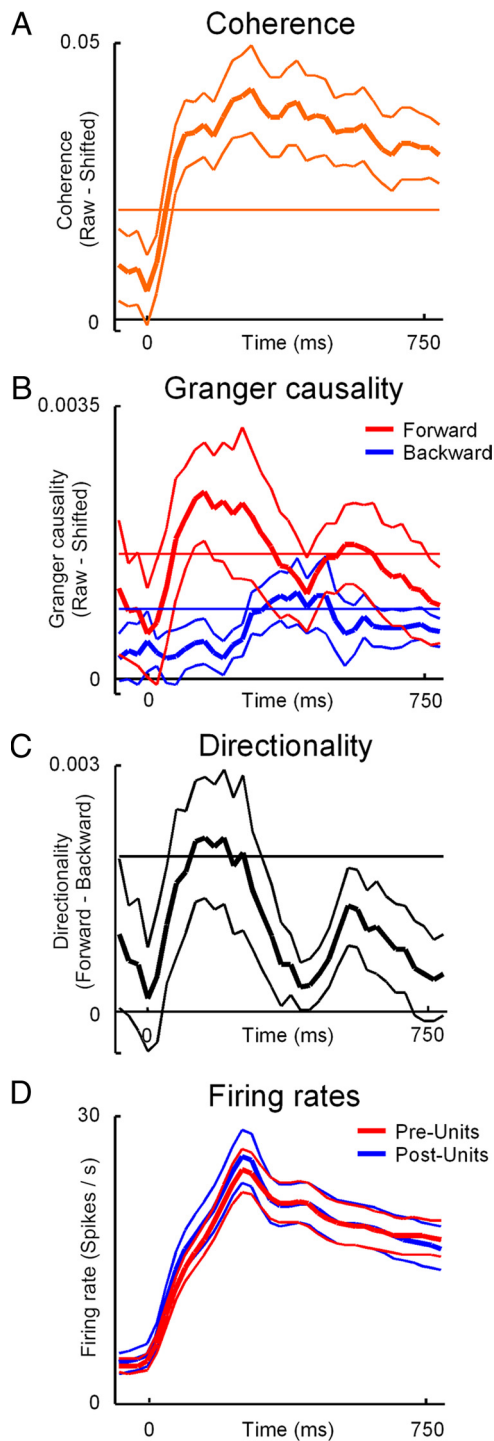 A
Coherence
0.05
Coherence
(Raw - Shifted)
0
0
Time (ms)
750
B
Granger causality
0.0035
Forward
Backward
Granger causality
(Raw - Shifted)
0
0
Time (ms)
750
C
Directionality
0.003
Directionality
(Forward - Backward)
0
0
Time (ms)
750
D
Firing rates
30
Pre-Units
Post-Units
Firing rate (Spikes / s)
0
0
Time (ms)
750